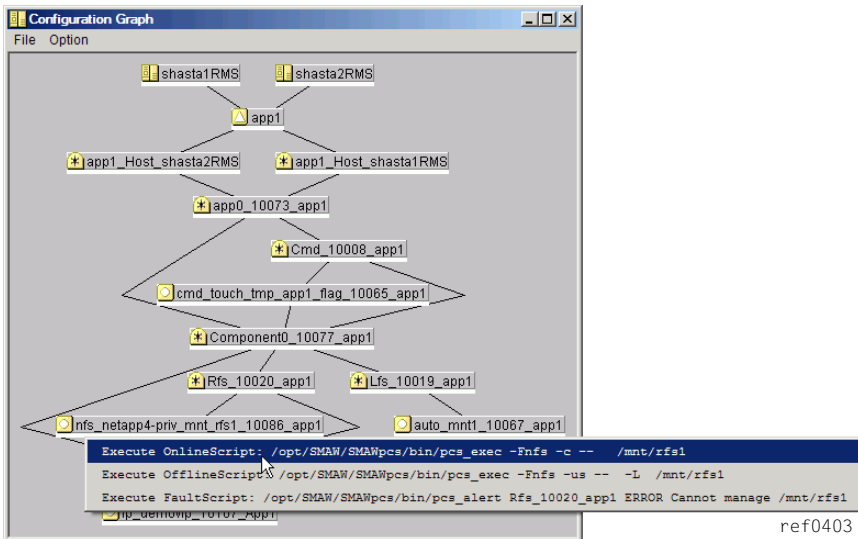 Configuration Graph
File Option
shasta1RMS shasta2RMS
app1
app1_Host_shasta2RMS app1_Host_shasta1RMS
app0_10073_app1
Cmd_10008_app1
cmd_touch_tmp_app1_flag_10065_app1
Component0_10077_app1
Rfs_10020_app1 Lfs_10019_app1
nfs_netapp4-priv_mnt_rfs1_10086_app1 auto_mnt1_10067_app1
Execute OnlineScript: /opt/SMAW/SMAWpcs/bin/pcs_exec -Fnfs -c -- /mnt/rfs1
Execute OfflineScript: /opt/SMAW/SMAWpcs/bin/pcs_exec -Fnfs -us -- -L /mnt/rfs1
Execute FaultScript: /opt/SMAW/SMAWpcs/bin/pcs_alert Rfs_10020_app1 ERROR Cannot manage /mnt/rfs1
ref0403